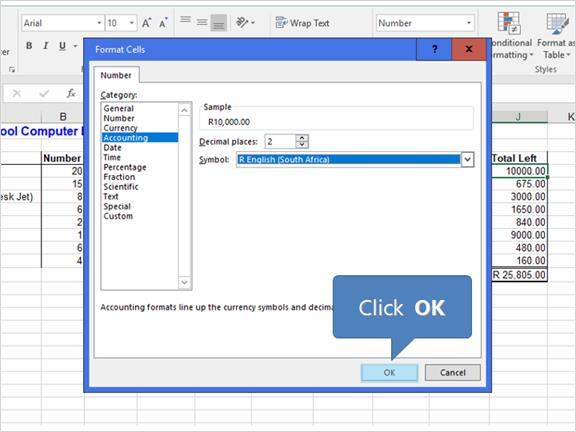 Arial 10 A A Wrap Text Number
B I U Conditional Format as
Formatting Table
Styles
Format Cells ? X
Number
Category:
General
Number
Currency
Accounting
Date
Time
Percentage
Fraction
Scientific
Text
Special
Custom
Sample
R10,000.00
Decimal places: 2
Symbol: R English (South Africa)
Accounting formats line up the currency symbols and decima
Click OK
OK Cancel
fx
B J
ool Computer
Number Total Left
20 10000.00
15 675.00
esk Jet) 8 3000.00
6 1650.00
2 840.00
1 9000.00
6 480.00
4 160.00
R 25,805.00